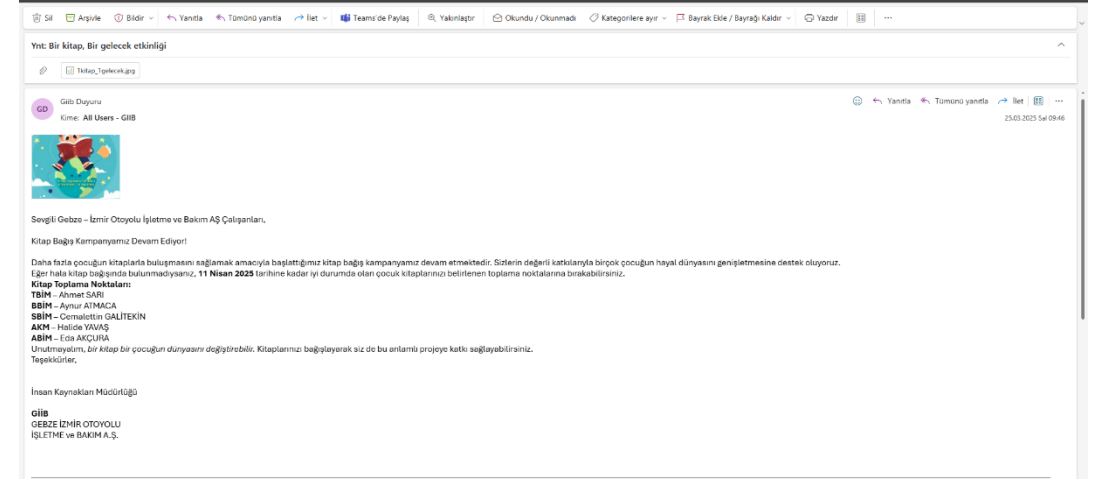 Sil Arşivle Bildir Yanıtla Tümünü yanıtla İlet Teams'de Paylaş Yakınlaştır Okundu / Okunmadı Kategorilere ayır Bayrak Ekle / Bayrağı Kaldır Yazdır
Ynt: Bir kitap, Bir gelecek etkinliği
1kitap_1gelecek.jpg
GD
Giib Duyuru
Yanıtla Tümünü yanıtla İlet
Kime: All Users - GIIB
25.03.2025 Sal 09:46
Sevgili Gebze – İzmir Otoyolu İşletme ve Bakım AŞ Çalışanları,
Kitap Bağış Kampanyamız Devam Ediyor!
Daha fazla çocuğun kitaplarla buluşmasını sağlamak amacıyla başlattığımız kitap bağış kampanyamız devam etmektedir. Sizlerin değerli katkılarıyla birçok çocuğun hayal dünyasını genişletmesine destek oluyoruz.
Eğer hala kitap bağışında bulunmadıysanız, 11 Nisan 2025 tarihine kadar iyi durumda olan çocuk kitaplarınızı belirlenen toplama noktalarına bırakabilirsiniz.
Kitap Toplama Noktaları:
TBİM – Ahmet SARI
BBİM – Aynur ATMACA
SBİM – Cemalettin GALİTEKİN
AKM – Halide YAVAŞ
ABİM – Eda AKÇURA
Unutmayalım, bir kitap bir çocuğun dünyasını değiştirebilir. Kitaplarınızı bağışlayarak siz de bu anlamlı projeye katkı sağlayabilirsiniz.
Teşekkürler,
İnsan Kaynakları Müdürlüğü
GİİB
GEBZE İZMİR OTOYOLU
İŞLETME ve BAKIM A.Ş.